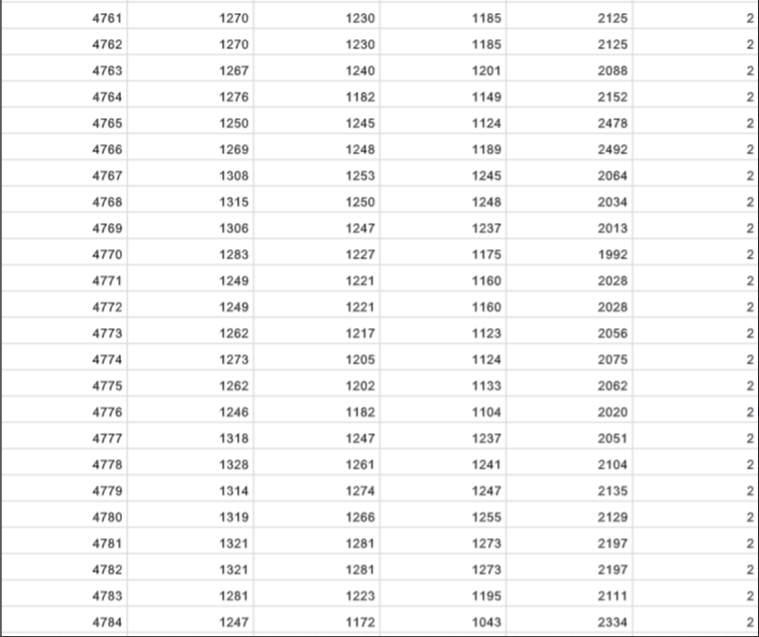 4761 1270 1230 1185 2125 2
4762 1270 1230 1185 2125 2
4763 1267 1240 1201 2088 2
4764 1276 1182 1149 2152 2
4765 1250 1245 1124 2478 2
4766 1269 1248 1189 2492 2
4767 1308 1253 1245 2064 2
4768 1315 1250 1248 2034 2
4769 1306 1247 1237 2013 2
4770 1283 1227 1175 1992 2
4771 1249 1221 1160 2028 2
4772 1249 1221 1160 2028 2
4773 1262 1217 1123 2056 2
4774 1273 1205 1124 2075 2
4775 1262 1202 1133 2062 2
4776 1246 1182 1104 2020 2
4777 1318 1247 1237 2051 2
4778 1328 1261 1241 2104 2
4779 1314 1274 1247 2135 2
4780 1319 1266 1255 2129 2
4781 1321 1281 1273 2197 2
4782 1321 1281 1273 2197 2
4783 1281 1223 1195 2111 2
4784 1247 1172 1043 2334 2